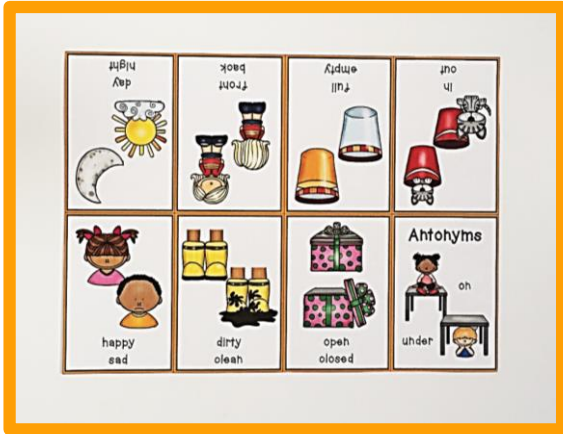 day
night
front
back
full
empty
in
out
happy
sad
dirty
clean
open
closed
Antonyms
on
under